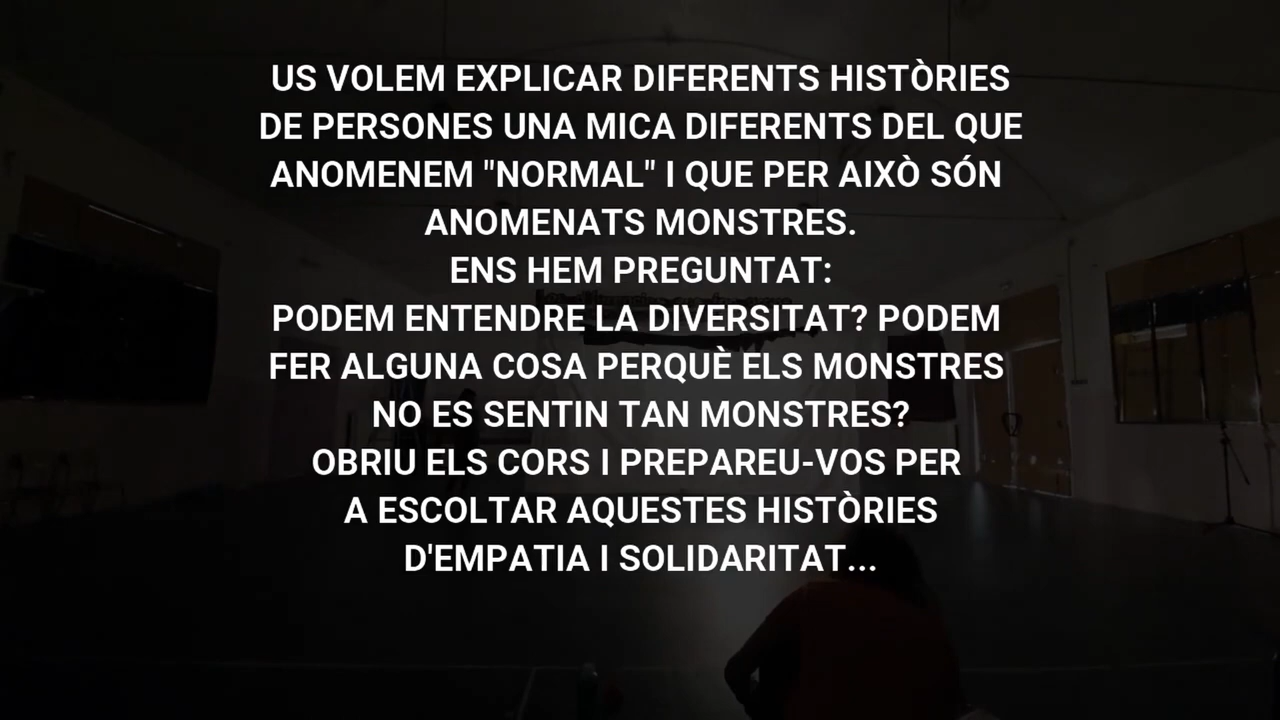 US VOLEM EXPLICAR DIFERENTS HISTÒRIES
DE PERSONES UNA MICA DIFERENTS DEL QUE
ANOMENEM "NORMAL" I QUE PER AIXÒ SÓN
ANOMENATS MONSTRES.
ENS HEM PREGUNTAT:
PODEM ENTENDRE LA DIVERSITAT? PODEM
FER ALGUNA COSA PERQUÈ ELS MONSTRES
NO ES SENTIN TAN MONSTRES?
OBRIU ELS CORS I PREPAREU-VOS PER
A ESCOLTAR AQUESTES HISTÒRIES
D'EMPATIA I SOLIDARITAT...